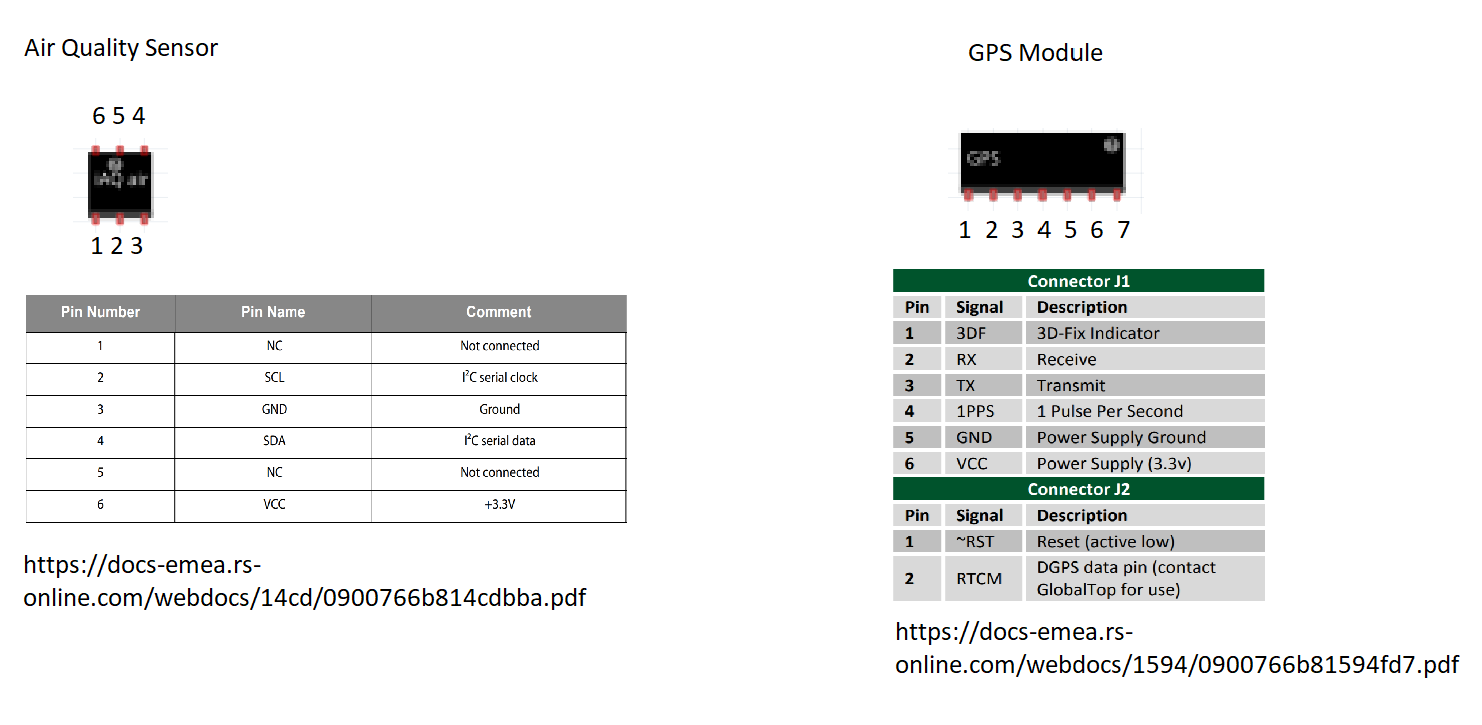 Air Quality Sensor
6 5 4
IAQ air
1 2 3
Pin Number Pin Name Comment
1 NC Not connected
2 SCL I²C serial clock
3 GND Ground
4 SDA I²C serial data
5 NC Not connected
6 VCC +3.3V
https://docs-emea.rs-
online.com/webdocs/14cd/0900766b814cdbba.pdf
GPS Module
GPS
1 2 3 4 5 6 7
Connector J1
Pin Signal Description
1 3DF 3D-Fix Indicator
2 RX Receive
3 TX Transmit
4 1PPS 1 Pulse Per Second
5 GND Power Supply Ground
6 VCC Power Supply (3.3v)
Connector J2
Pin Signal Description
1 ~RST Reset (active low)
2 RTCM DGPS data pin (contact
GlobalTop for use)
https://docs-emea.rs-
online.com/webdocs/1594/0900766b81594fd7.pdf